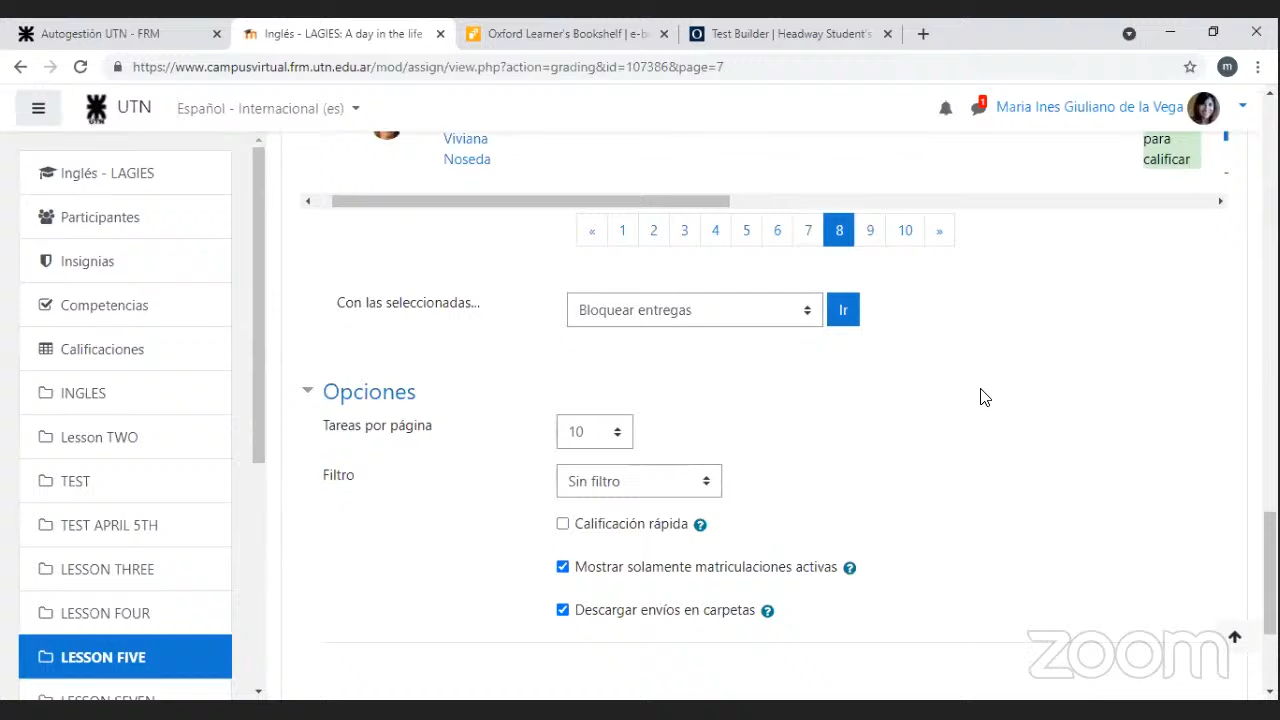 Autogestión UTN - FRM
Inglés - LAGIES: A day in the life
Oxford Learner's Bookshelf | e-b
Test Builder | Headway Student's
https://www.campusvirtual.frm.utn.edu.ar/mod/assign/view.php?action=grading&id=107386&page=7
m
UTN
UTN
Español - Internacional (es)
1
Maria Ines Giuliano de la Vega
Inglés - LAGIES
Participantes
Insignias
Competencias
Calificaciones
INGLES
Lesson TWO
TEST
TEST APRIL 5TH
LESSON THREE
LESSON FOUR
LESSON FIVE
LESSON SEVEN
Viviana
Noseda
para
calificar
« 1 2 3 4 5 6 7 8 9 10 »
Con las seleccionadas...
Bloquear entregas
Ir
Opciones
Tareas por página
10
Filtro
Sin filtro
Calificación rápida
Mostrar solamente matriculaciones activas
Descargar envíos en carpetas
zoom